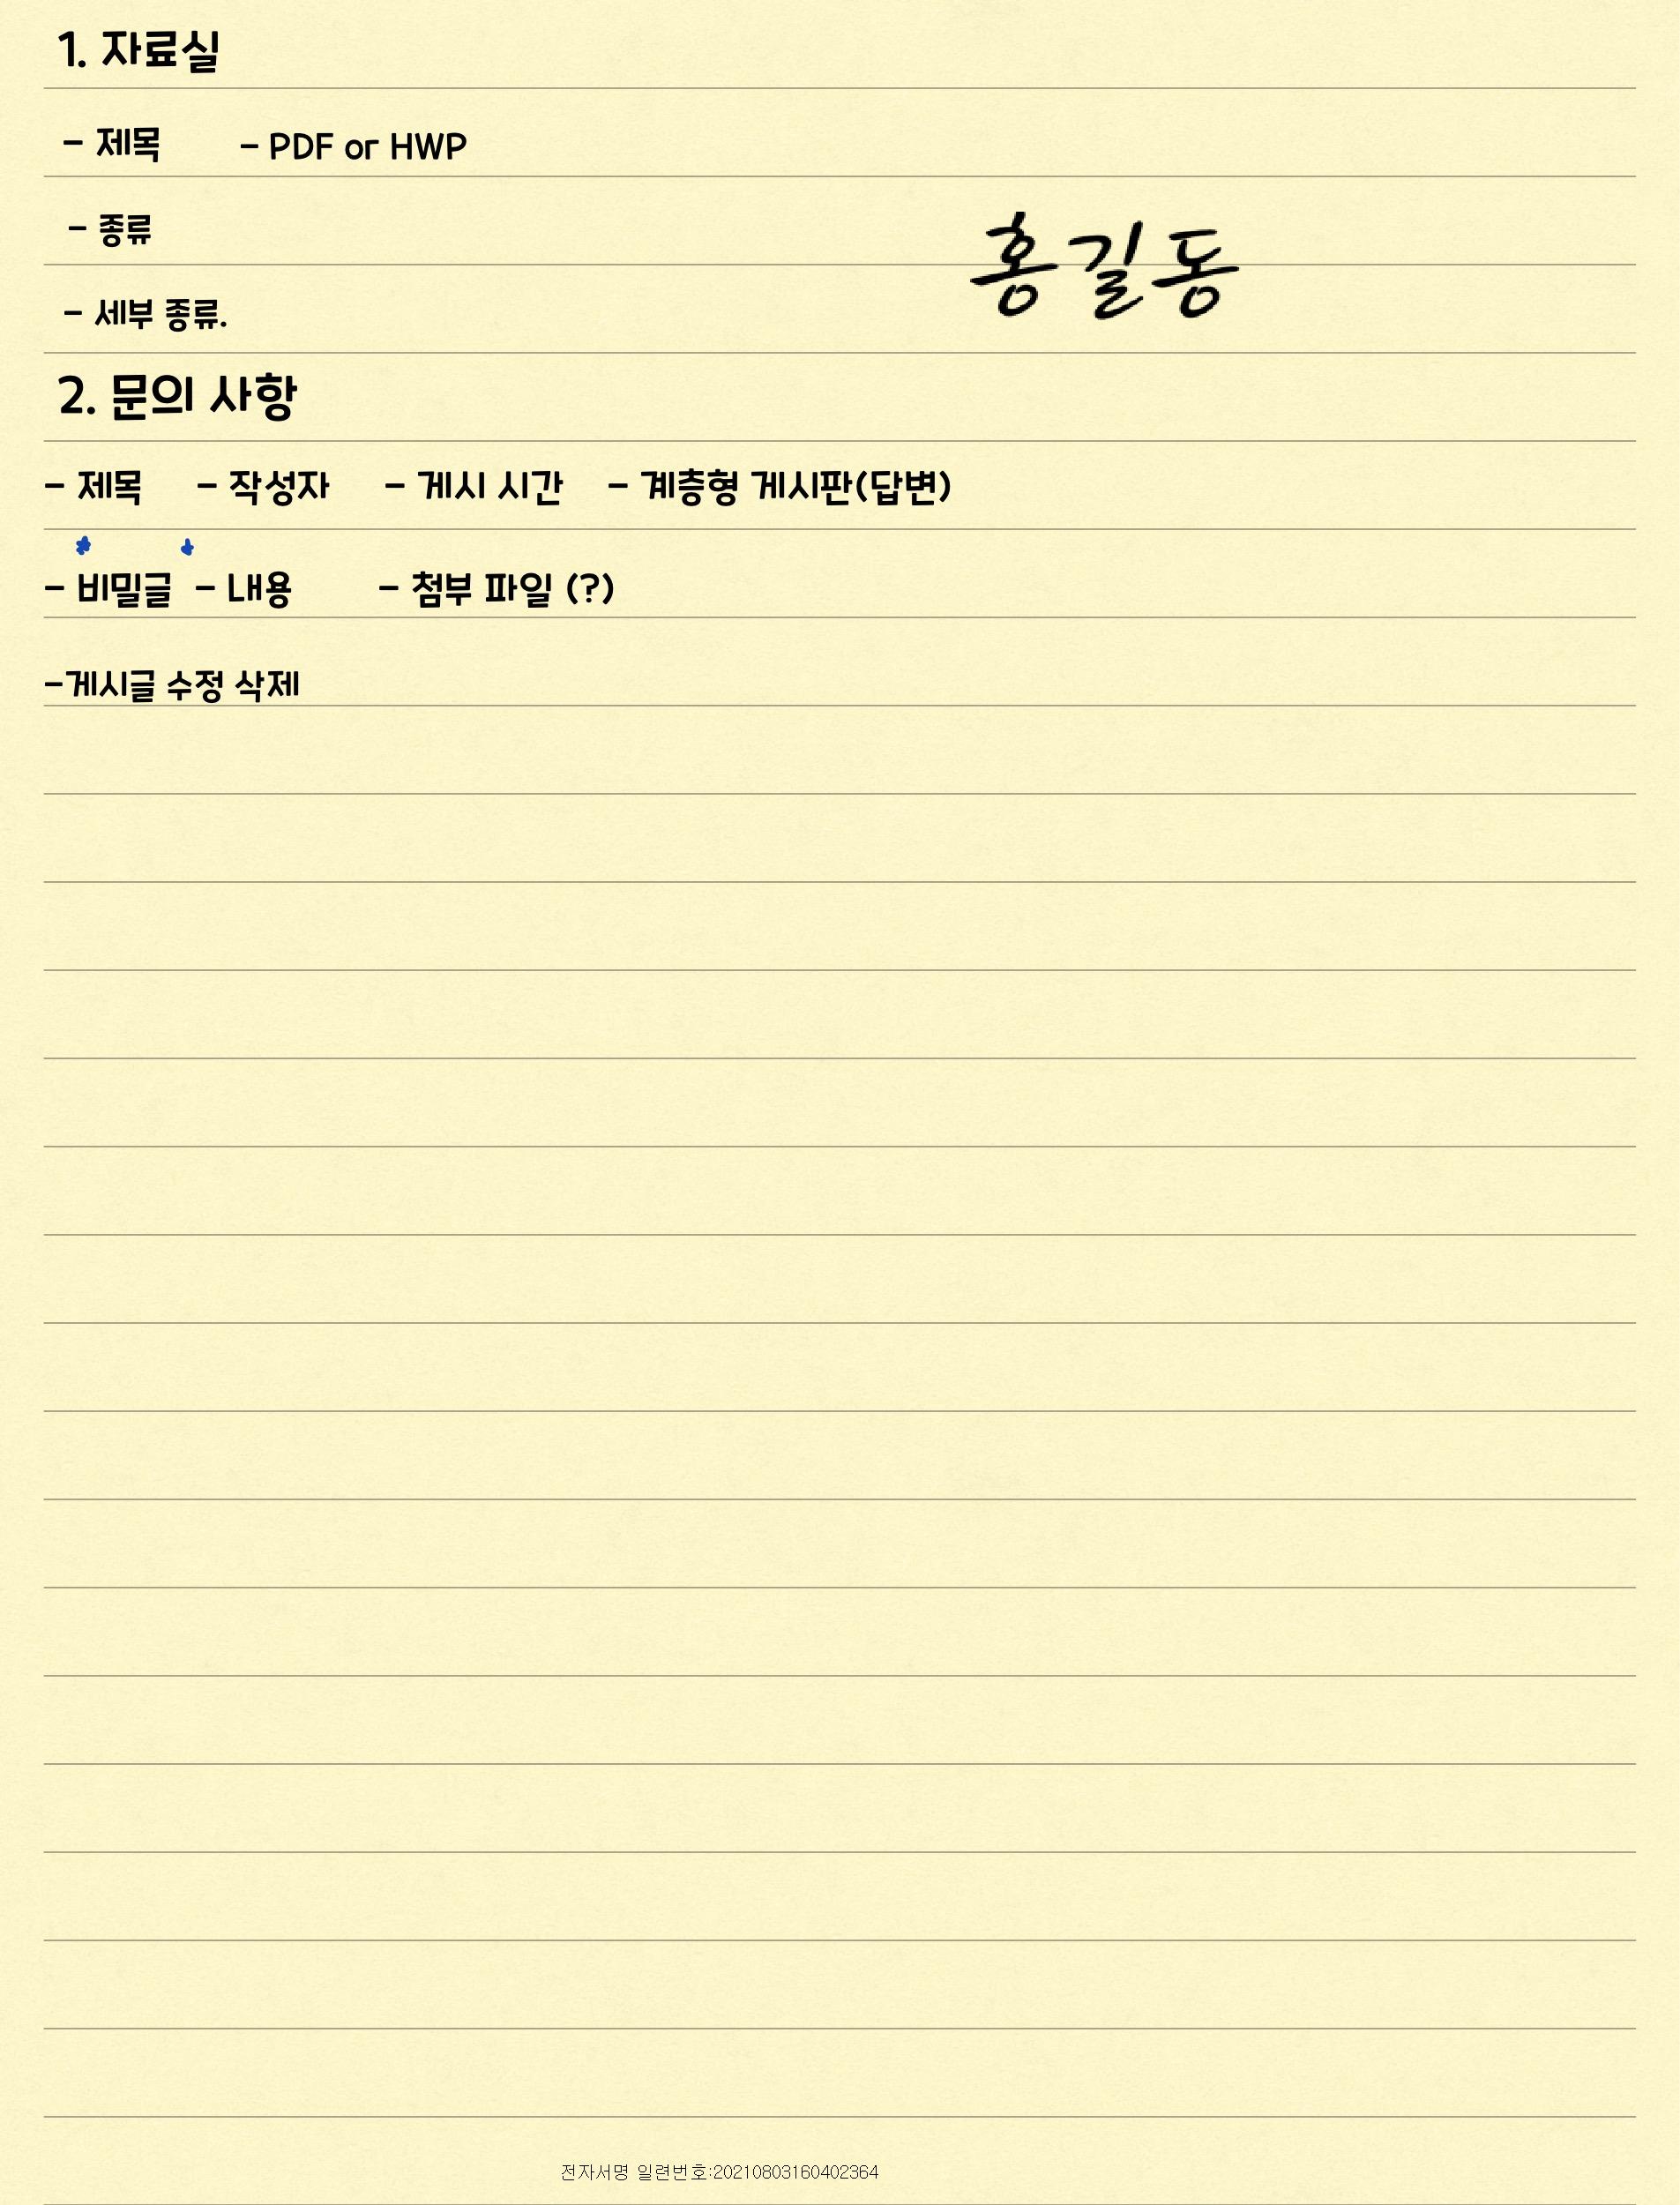 1. 자료실
- 제목 - PDF or HWP
- 종류
홍길동
- 세부 종류.
2. 문의 사항
- 제목 - 작성자 - 게시 시간 - 계층형 게시판(답변)
- 비밀글 - 내용 - 첨부 파일 (?)
-게시글 수정 삭제
전자서명 일련번호:20210803160402364